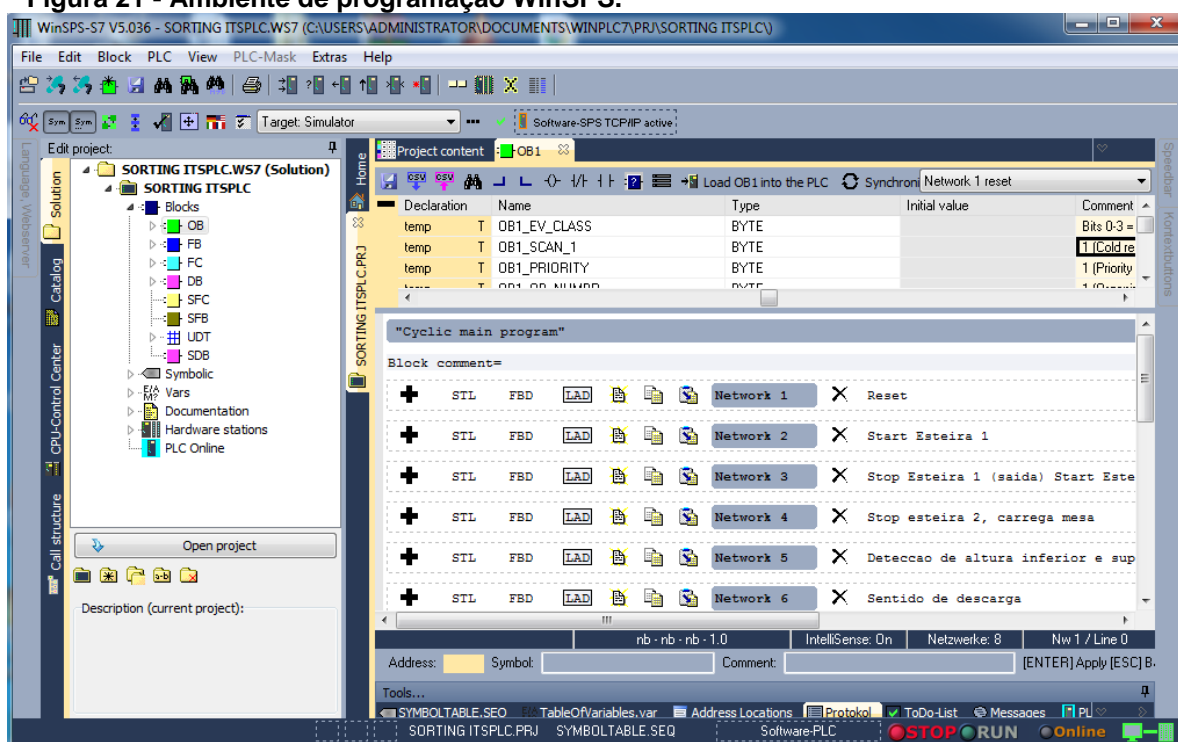 Figura 21 - Ambiente de programação WinSPS.
WinSPS-S7 V5.036 - SORTING ITSPLC.WS7 (C:\USERS\ADMINISTRATOR\DOCUMENTS\WINPLC7\PRJ\SORTING ITSPLC\)
File Edit Block PLC View PLC-Mask Extras Help
Sym Sym Target: Simulator Software-SPS TCP/IP active
Language, Webserver
Solution
Catalog
CPU-Control Center
Call structure
Edit project:
SORTING ITSPLC.WS7 (Solution)
SORTING ITSPLC
Blocks
OB
FB
FC
DB
SFC
SFB
UDT
SDB
Symbolic
Vars
Documentation
Hardware stations
PLC Online
Open project
Description (current project):
Home
SORTING ITSPLC.PRJ
Project content OB1
CSV CSV Load OB1 into the PLC Synchroni Network 1 reset
Declaration Name Type Initial value Comment
temp T OB1_EV_CLASS BYTE Bits 0-3 =
temp T OB1_SCAN_1 BYTE 1 (Cold re
temp T OB1_PRIORITY BYTE 1 (Priority
"Cyclic main program"
Block comment=
STL FBD LAD Network 1 Reset
STL FBD LAD Network 2 Start Esteira 1
STL FBD LAD Network 3 Stop Esteira 1 (saida) Start Este
STL FBD LAD Network 4 Stop esteira 2, carrega mesa
STL FBD LAD Network 5 Deteccao de altura inferior e sup
STL FBD LAD Network 6 Sentido de descarga
nb - nb - nb - 1.0 IntelliSense: On Netzwerke: 8 Nw 1 / Line 0
Address: Symbol: Comment: [ENTER] Apply [ESC] B
Tools...
SYMBOLTABLE.SEQ TableOfVariables.var Address Locations Protokol ToDo-List Messages PL
SORTING ITSPLC.PRJ SYMBOLTABLE.SEQ Software-PLC STOP RUN Online
Speedbar
Kontextbuttons